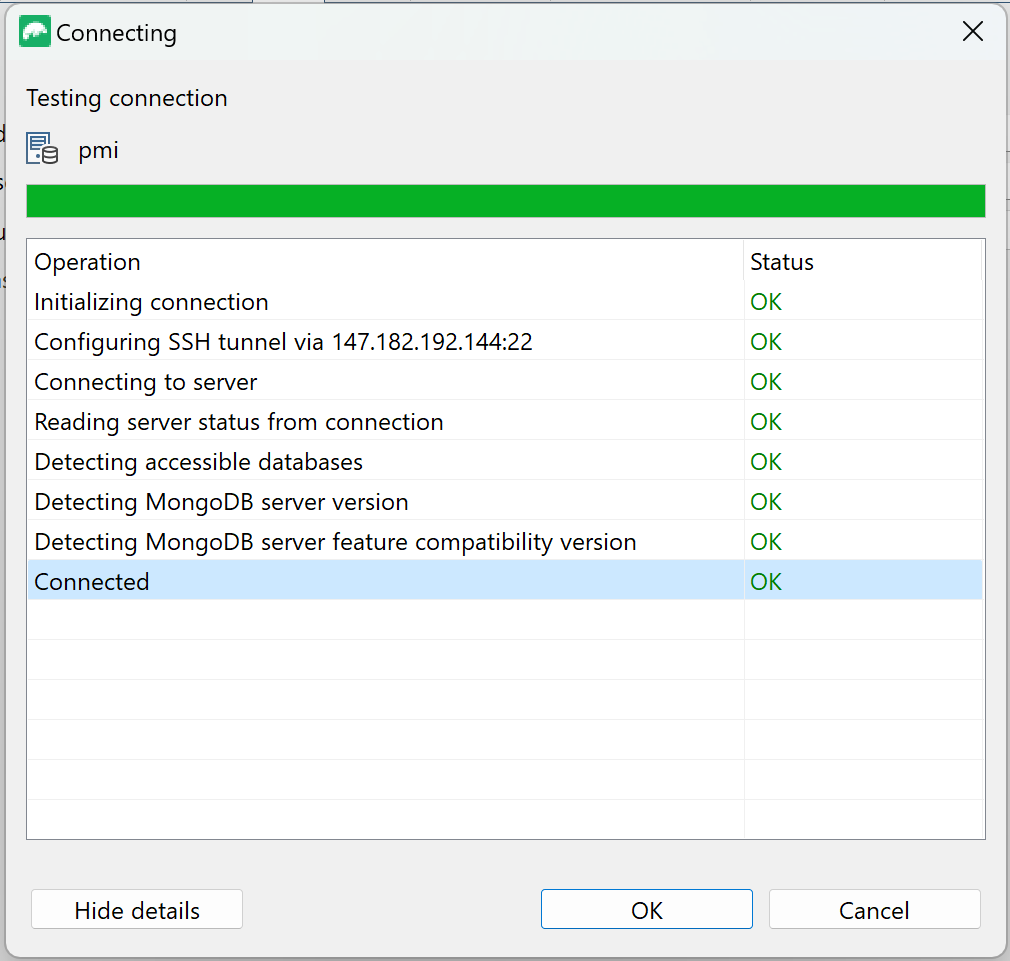 Connecting
Testing connection
pmi
Operation Status
Initializing connection OK
Configuring SSH tunnel via 147.182.192.144:22 OK
Connecting to server OK
Reading server status from connection OK
Detecting accessible databases OK
Detecting MongoDB server version OK
Detecting MongoDB server feature compatibility version OK
Connected OK
Hide details OK Cancel